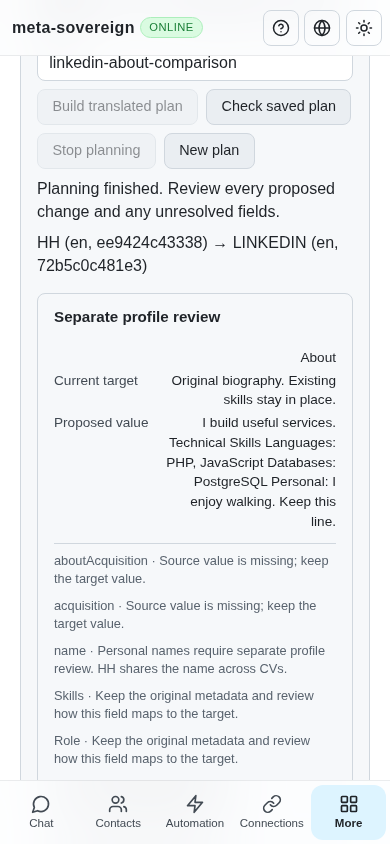 meta-sovereign ONLINE
linkedin-about-comparison
Build translated plan Check saved plan
Stop planning New plan
Planning finished. Review every proposed
change and any unresolved fields.
HH (en, ee9424c43338) → LINKEDIN (en,
72b5c0c481e3)
Separate profile review
About
Current target Original biography. Existing
skills stay in place.
Proposed value I build useful services.
Technical Skills Languages:
PHP, JavaScript Databases:
PostgreSQL Personal: I
enjoy walking. Keep this
line.
aboutAcquisition · Source value is missing; keep
the target value.
acquisition · Source value is missing; keep the
target value.
name · Personal names require separate profile
review. HH shares the name across CVs.
Skills · Keep the original metadata and review
how this field maps to the target.
Role · Keep the original metadata and review
how this field maps to the target.
Chat Contacts Automation Connections More